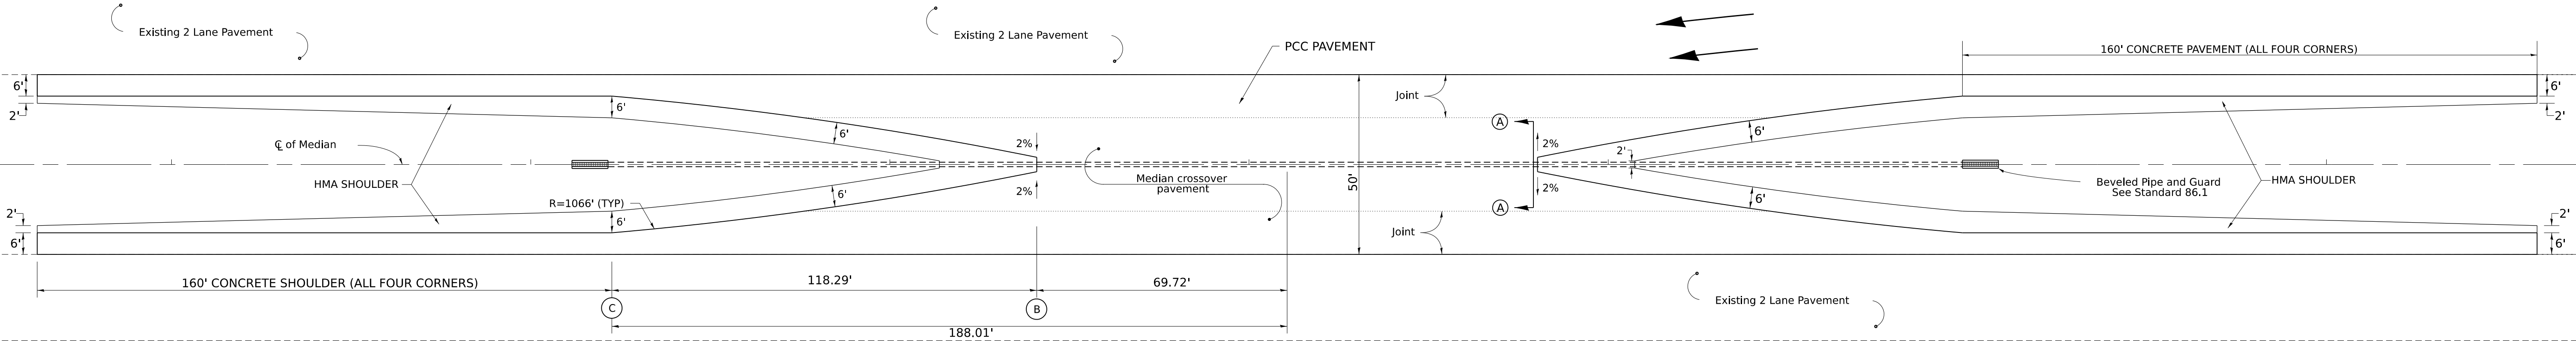 Existing 2 Lane Pavement
Existing 2 Lane Pavement
PCC PAVEMENT
160' CONCRETE PAVEMENT (ALL FOUR CORNERS)
6'
2'
6'
6'
Joint
A
2%
2%
6'
6'
2'
℄ of Median
HMA SHOULDER
50'
2'
Median crossover
pavement
2%
2%
Beveled Pipe and Guard
See Standard 86.1
HMA SHOULDER
R=1066' (TYP)
6'
6'
A
6'
2'
6'
Joint
2'
6'
160' CONCRETE SHOULDER (ALL FOUR CORNERS)
118.29'
69.72'
Existing 2 Lane Pavement
C
B
188.01'